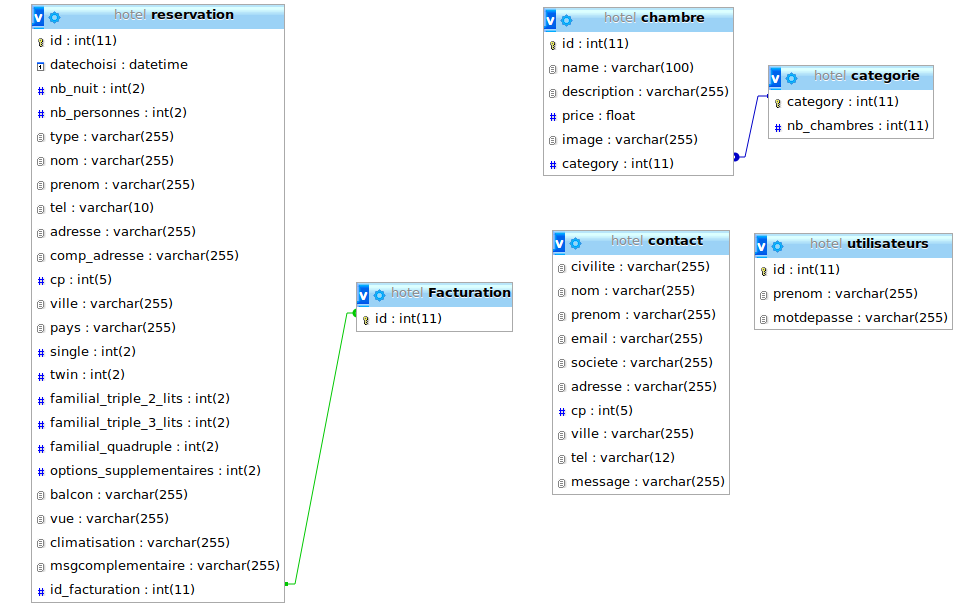 hotel reservation
id : int(11)
datechoisi : datetime
nb_nuit : int(2)
nb_personnes : int(2)
type : varchar(255)
nom : varchar(255)
prenom : varchar(255)
tel : varchar(10)
adresse : varchar(255)
comp_adresse : varchar(255)
cp : int(5)
ville : varchar(255)
pays : varchar(255)
single : int(2)
twin : int(2)
familial_triple_2_lits : int(2)
familial_triple_3_lits : int(2)
familial_quadruple : int(2)
options_supplementaires : int(2)
balcon : varchar(255)
vue : varchar(255)
climatisation : varchar(255)
msgcomplementaire : varchar(255)
id_facturation : int(11)
hotel Facturation
id : int(11)
hotel chambre
id : int(11)
name : varchar(100)
description : varchar(255)
price : float
image : varchar(255)
category : int(11)
hotel categorie
category : int(11)
nb_chambres : int(11)
hotel contact
civilite : varchar(255)
nom : varchar(255)
prenom : varchar(255)
email : varchar(255)
societe : varchar(255)
adresse : varchar(255)
cp : int(5)
ville : varchar(255)
tel : varchar(12)
message : varchar(255)
hotel utilisateurs
id : int(11)
prenom : varchar(255)
motdepasse : varchar(255)